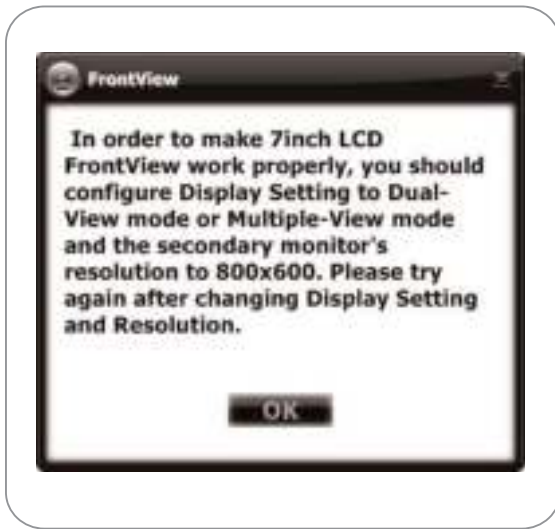 FrontView
In order to make 7inch LCD
FrontView work properly, you should
configure Display Setting to Dual-
View mode or Multiple-View mode
and the secondary monitor's
resolution to 800x600. Please try
again after changing Display Setting
and Resolution.
OK